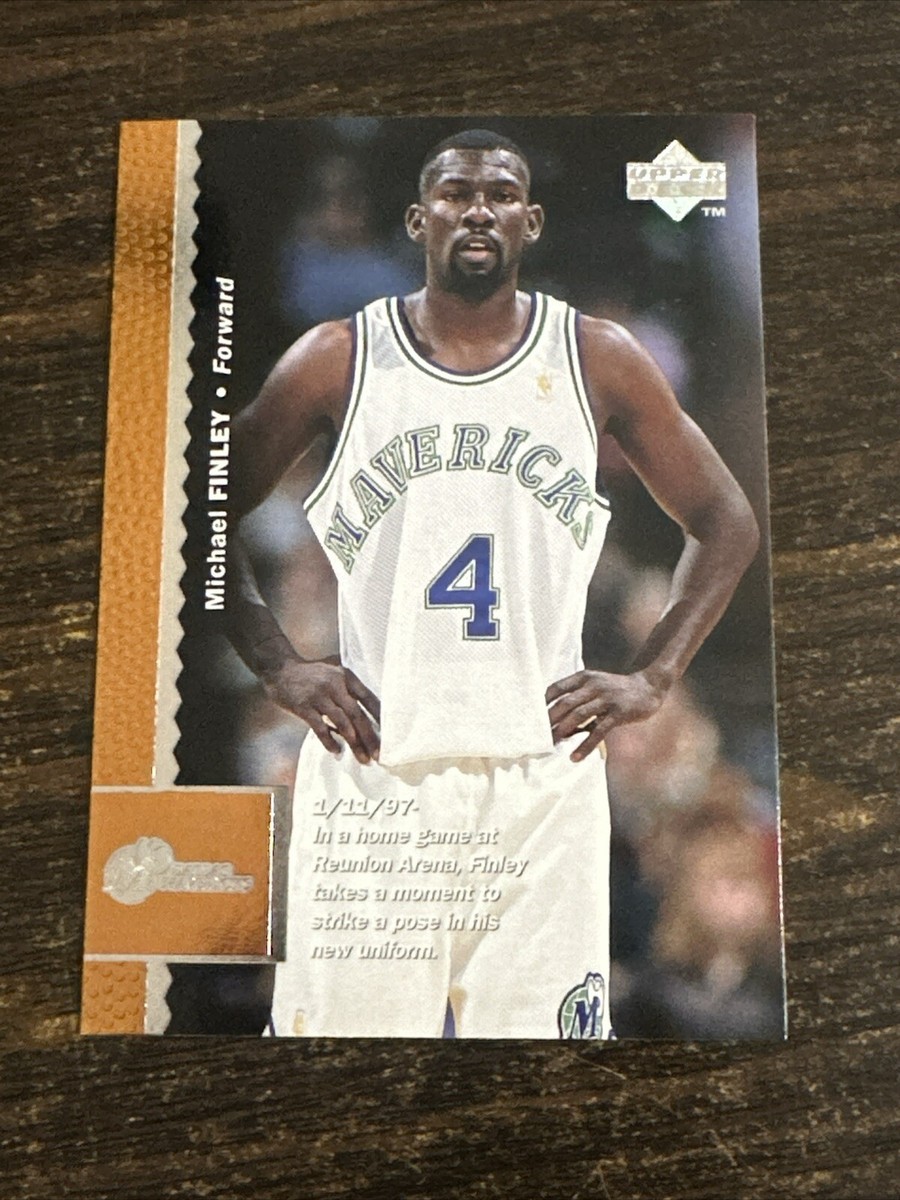 UPPER
DECK
TM
Michael FINLEY • Forward
MAVERICKS
4
1/11/97-
In a home game at
Reunion Arena, Finley
takes a moment to
strike a pose in his
new uniform.
M